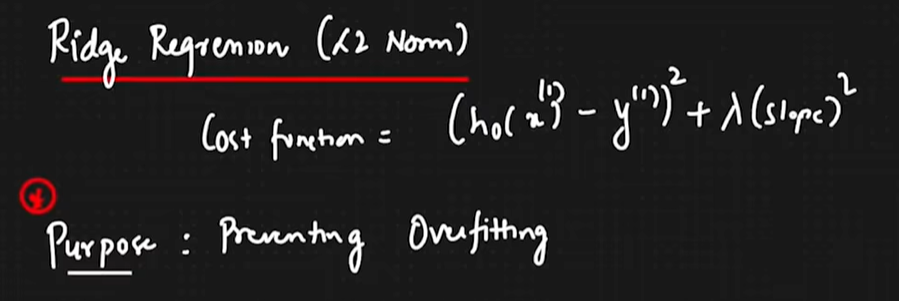 Ridge Regression (L2 Norm)
Cost function = (hθ(x⁽ⁱ⁾) - y⁽ⁱ⁾)² + λ(slope)²
*
Purpose : Preventing Overfitting